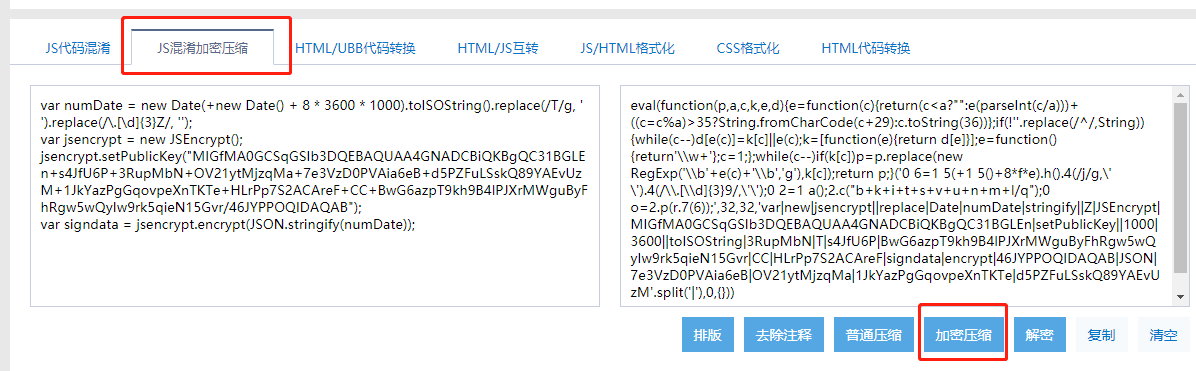 JS代码混淆 JS混淆加密压缩 HTML/UBB代码转换 HTML/JS互转 JS/HTML格式化 CSS格式化 HTML代码转换
var numDate = new Date(+new Date() + 8 * 3600 * 1000).toISOString().replace(/T/g, '
').replace(/\.[\d]{3}Z/, '');
var jsencrypt = new JSEncrypt();
jsencrypt.setPublicKey("MIGfMA0GCSqGSIb3DQEBAQUAA4GNADCBiQKBgQC31BGLE
n+s4JfU6P+3RupMbN+OV21ytMjzqMa+7e3VzD0PVAia6eB+d5PZFuLSskQ89YAEvUz
M+1JkYazPgGqovpeXnTKTe+HLrPp7S2ACAreF+CC+BwG6azpT9kh9B4IPJXrMWguByF
hRgw5wQyIw9rk5qieN15Gvr/46JYPPOQIDAQAB");
var signdata = jsencrypt.encrypt(JSON.stringify(numDate));
eval(function(p,a,c,k,e,d){e=function(c){return(c<a?"":e(parseInt(c/a)))+
((c=c%a)>35?String.fromCharCode(c+29):c.toString(36))};if(!''.replace(/^/,String))
{while(c--)d[e(c)]=k[c]||e(c);k=[function(e){return d[e]}];e=function()
{return'\\w+'};c=1;};while(c--)if(k[c])p=p.replace(new
RegExp('\\b'+e(c)+'\\b','g'),k[c]);return p;}('0 6=1 5(+1 5()+8*f*e).h().4(/j/g,\'
\').4(/\\.[\\d]{3}9/,\'\');0 2=1 a();2.c("b+k+i+t+s+v+u+n+m+l/q");0
o=2.p(r.7(6));',32,32,'var|new|jsencrypt||replace|Date|numDate|stringify||Z|JSEncrypt|
MIGfMA0GCSqGSIb3DQEBAQUAA4GNADCBiQKBgQC31BGLEn|setPublicKey||1000|
3600||toISOString|3RupMbN|T|s4JfU6P|BwG6azpT9kh9B4IPJXrMWguByFhRgw5wQ
yIw9rk5qieN15Gvr|CC|HLrPp7S2ACAreF|signdata|encrypt|46JYPPOQIDAQAB|JSON|
7e3VzD0PVAia6eB|OV21ytMjzqMa|1JkYazPgGqovpeXnTKTe|d5PZFuLSskQ89YAEvU
zM'.split('|'),0,{}))
排版 去除注释 普通压缩 加密压缩 解密 复制 清空